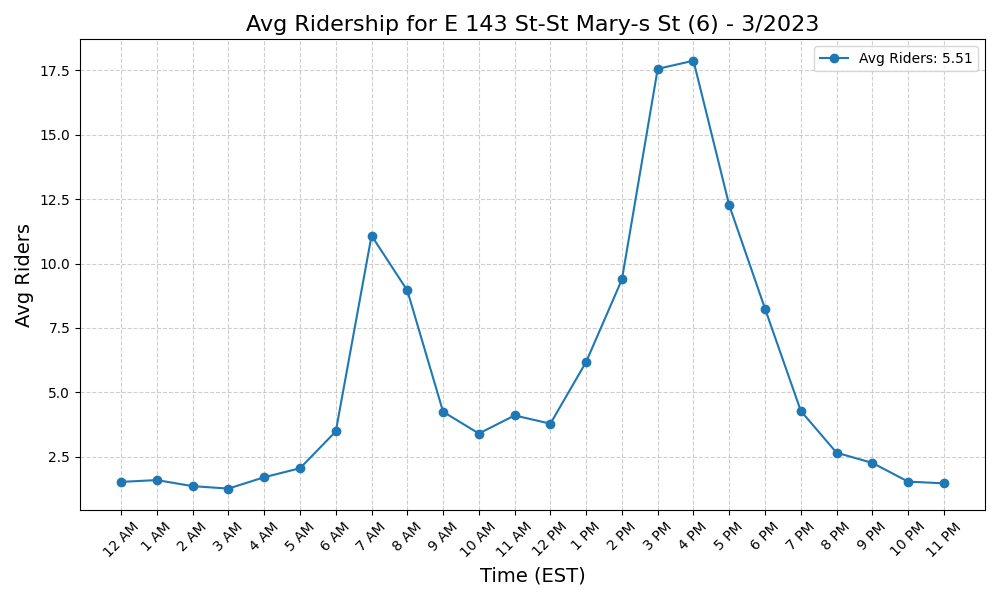 Avg Ridership for E 143 St-St Mary-s St (6) - 3/2023
Avg Riders: 5.51
Avg Riders
17.5
15.0
12.5
10.0
7.5
5.0
2.5
12 AM
1 AM
2 AM
3 AM
4 AM
5 AM
6 AM
7 AM
8 AM
9 AM
10 AM
11 AM
12 PM
1 PM
2 PM
3 PM
4 PM
5 PM
6 PM
7 PM
8 PM
9 PM
10 PM
11 PM
Time (EST)